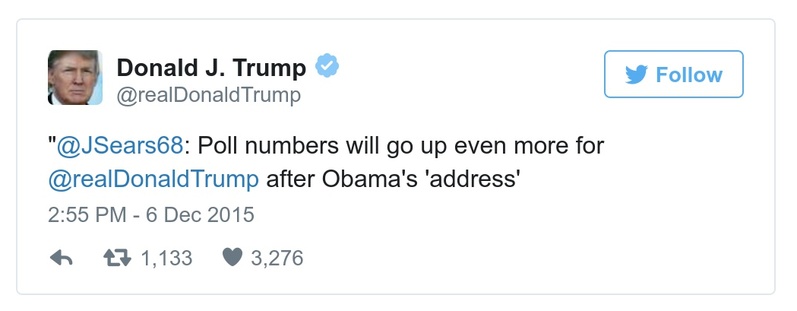 Donald J. Trump
@realDonaldTrump
Follow
"@JSears68: Poll numbers will go up even more for
@realDonaldTrump after Obama's 'address'
2:55 PM - 6 Dec 2015
1,133 3,276